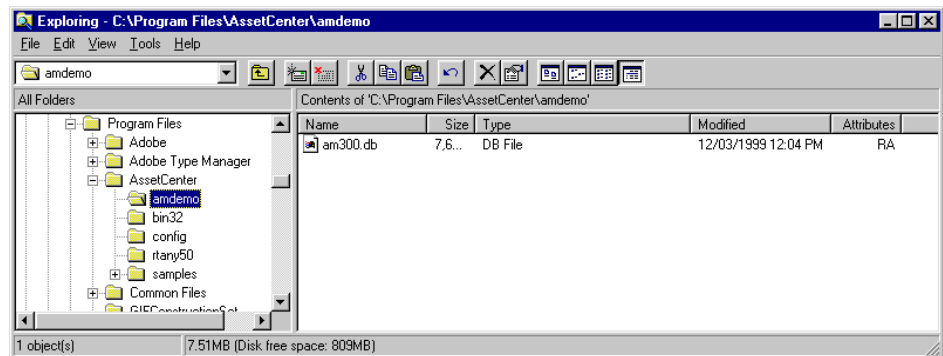 Exploring - C:\Program Files\AssetCenter\amdemo
File Edit View Tools Help
amdemo
All Folders
Contents of 'C:\Program Files\AssetCenter\amdemo'
Program Files
Adobe
Adobe Type Manager
AssetCenter
amdemo
bin32
config
rtany50
samples
Common Files
GIFConstructionSet
Name Size Type Modified Attributes
am300.db 7,6... DB File 12/03/1999 12:04 PM RA
1 object(s) 7.51MB (Disk free space: 809MB)